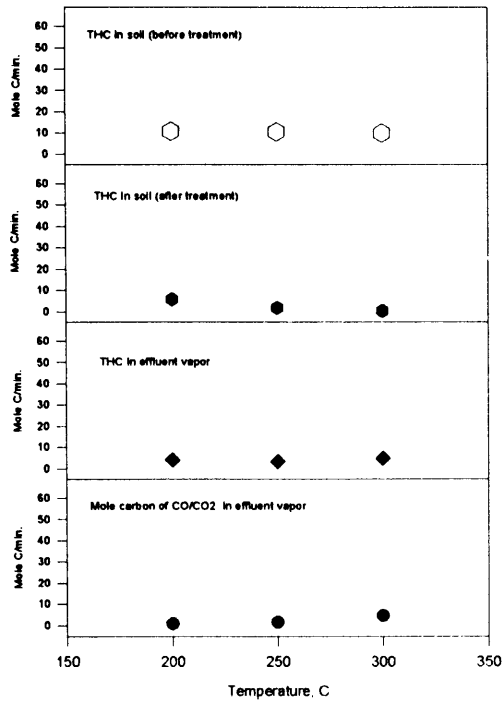 60
THC in soil (before treatment)
50
40
30
20
10
0
Mole C/min.
60
THC in soil (after treatment)
50
40
30
20
10
0
Mole C/min.
60
THC in effluent vapor
50
40
30
20
10
0
Mole C/min.
60
Mole carbon of CO/CO2 in effluent vapor
50
40
30
20
10
0
Mole C/min.
150 200 250 300 350
Temperature, C